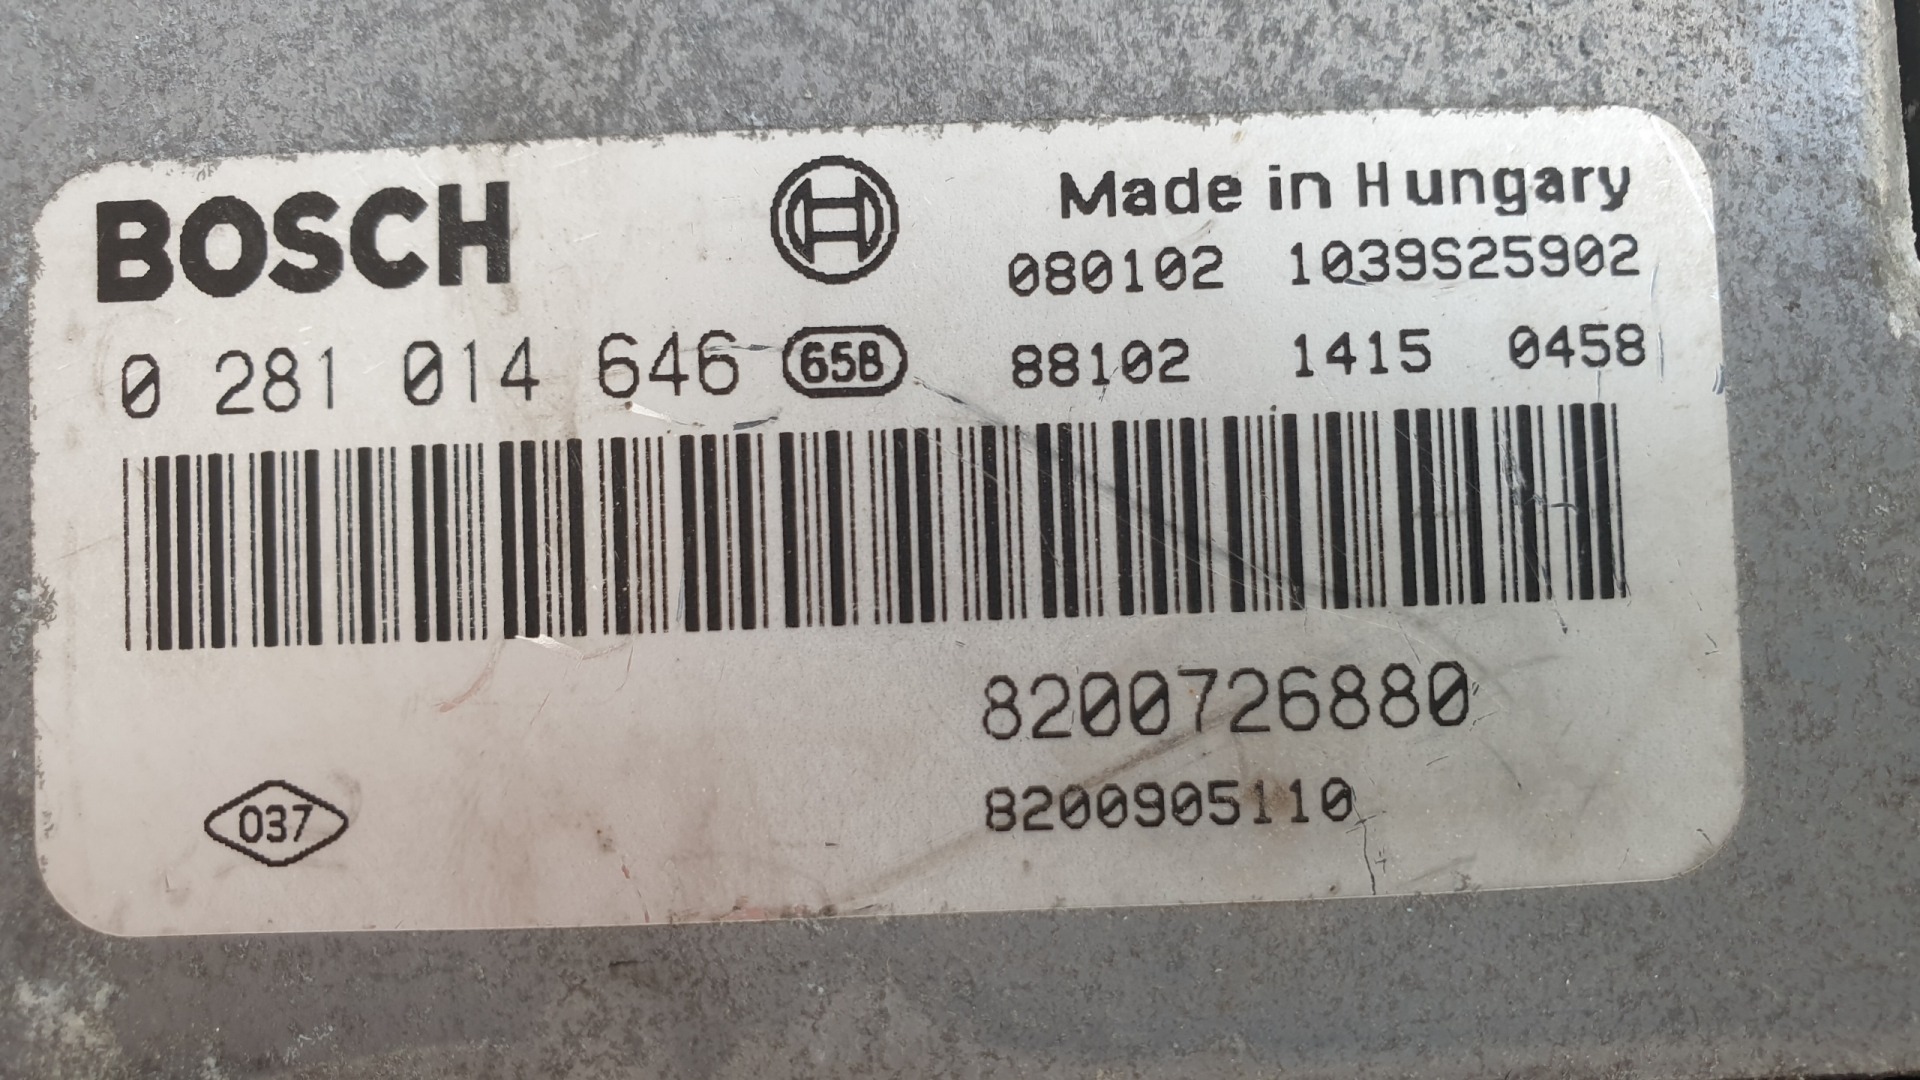 BOSCH
Made in Hungary
080102 1039S25902
0 281 014 646 65B
88102 1415 0458
8200726880
037
8200905110